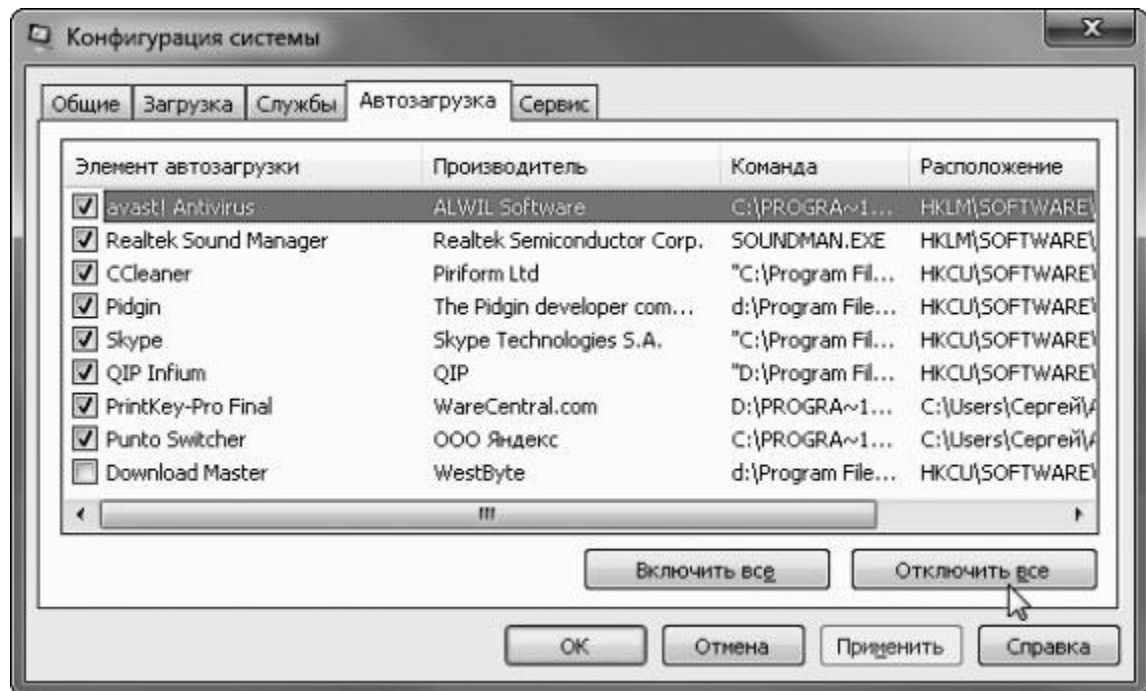 Конфигурация системы
Общие Загрузка Службы Автозагрузка Сервис
Элемент автозагрузки Производитель Команда Расположение
avast! Antivirus ALWIL Software C:\PROGRA~1... HKLM\SOFTWARE\
Realtek Sound Manager Realtek Semiconductor Corp. SOUNDMAN.EXE HKLM\SOFTWARE\
CCleaner Piriform Ltd "C:\Program Fil... HKCU\SOFTWARE\
Pidgin The Pidgin developer com... d:\Program File... HKCU\SOFTWARE\
Skype Skype Technologies S.A. "C:\Program Fil... HKCU\SOFTWARE\
QIP Infium QIP "D:\Program Fil... HKCU\SOFTWARE\
PrintKey-Pro Final WareCentral.com D:\PROGRA~1... C:\Users\Сергей\A
Punto Switcher ООО Яндекс C:\PROGRA~1... C:\Users\Сергей\A
Download Master WestByte d:\Program File... HKCU\SOFTWARE\
Включить все Отключить все
ОК Отмена Применить Справка